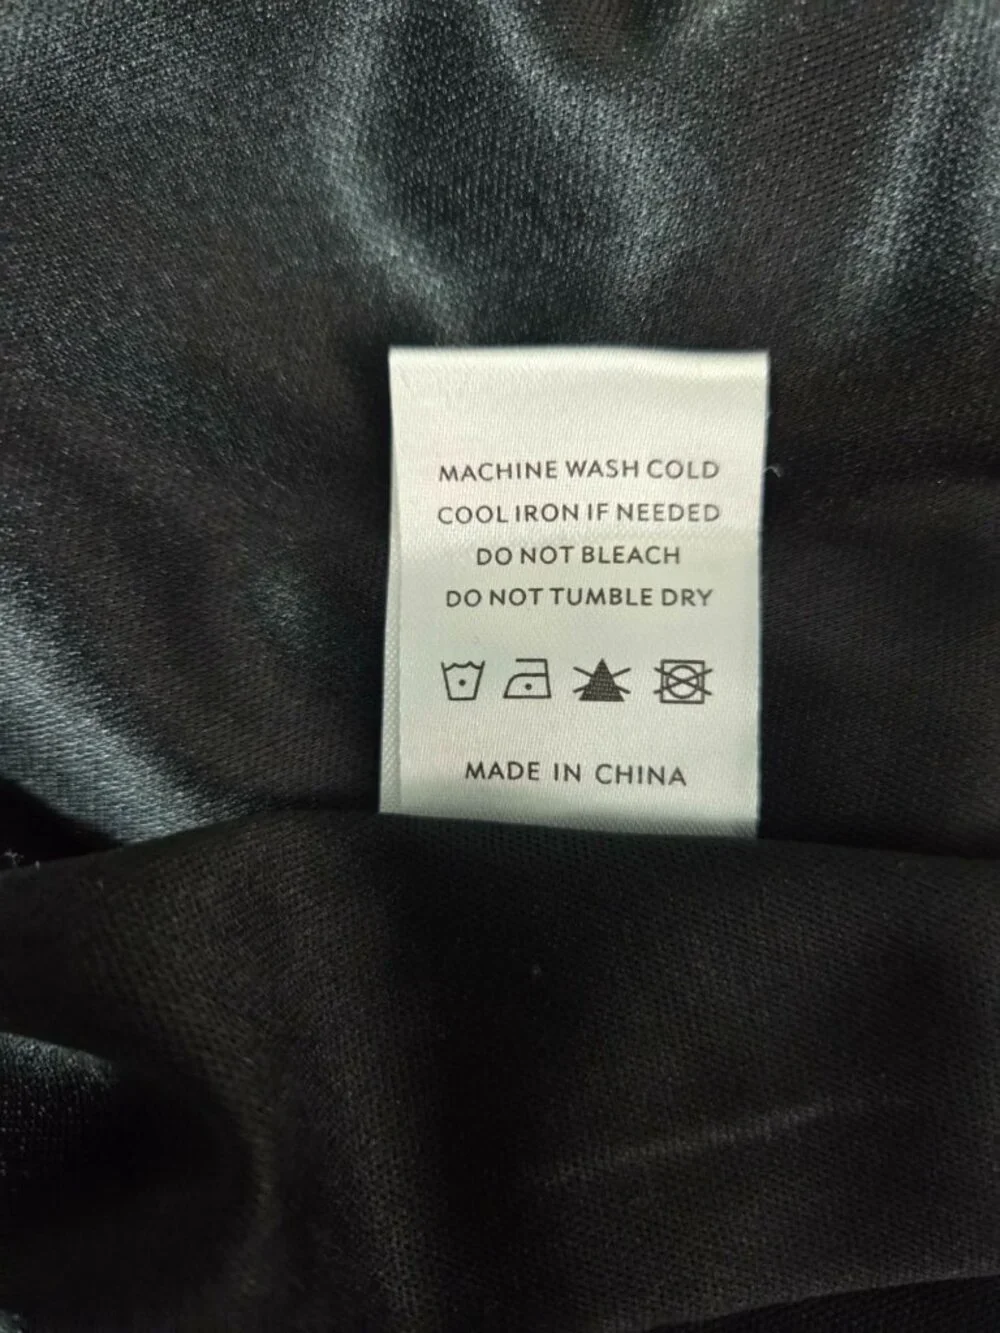 MACHINE WASH COLD
COOL IRON IF NEEDED
DO NOT BLEACH
DO NOT TUMBLE DRY
MADE IN CHINA